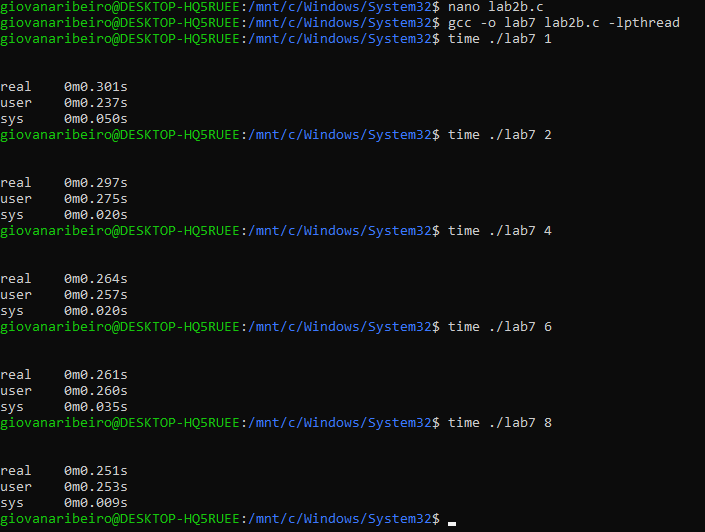 giovanaribeiro@DESKTOP-HQ5RUEE:/mnt/c/Windows/System32$ nano lab2b.c
giovanaribeiro@DESKTOP-HQ5RUEE:/mnt/c/Windows/System32$ gcc -o lab7 lab2b.c -lpthread
giovanaribeiro@DESKTOP-HQ5RUEE:/mnt/c/Windows/System32$ time ./lab7 1
real 0m0.301s
user 0m0.237s
sys 0m0.050s
giovanaribeiro@DESKTOP-HQ5RUEE:/mnt/c/Windows/System32$ time ./lab7 2
real 0m0.297s
user 0m0.275s
sys 0m0.020s
giovanaribeiro@DESKTOP-HQ5RUEE:/mnt/c/Windows/System32$ time ./lab7 4
real 0m0.264s
user 0m0.257s
sys 0m0.020s
giovanaribeiro@DESKTOP-HQ5RUEE:/mnt/c/Windows/System32$ time ./lab7 6
real 0m0.261s
user 0m0.260s
sys 0m0.035s
giovanaribeiro@DESKTOP-HQ5RUEE:/mnt/c/Windows/System32$ time ./lab7 8
real 0m0.251s
user 0m0.253s
sys 0m0.009s
giovanaribeiro@DESKTOP-HQ5RUEE:/mnt/c/Windows/System32$